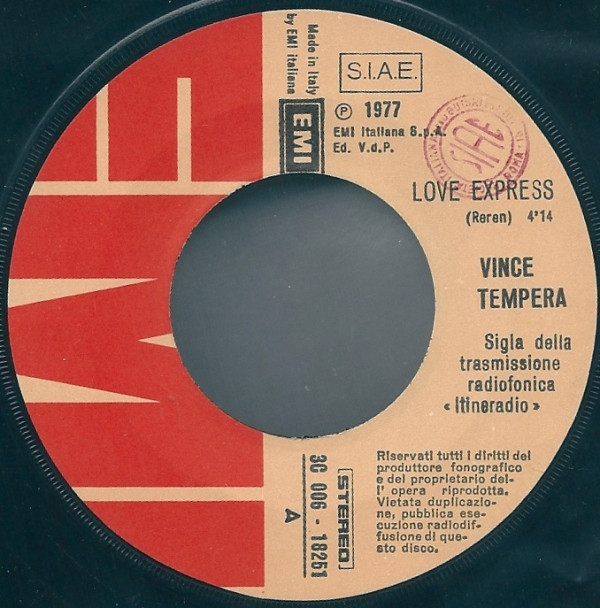 EMI
Made in Italy
by EMI italiana
EMI
S.I.A.E.
Ⓟ 1977
EMI Italiana S.p.A.
Ed. V.d.P.
SIAE
ROMA
LOVE EXPRESS
(Reren) 4'14
VINCE
TEMPERA
Sigla della
trasmissione
radiofonica
«Itineradio»
Riservati tutti i diritti del
produttore fonografico
e del proprietario del-
l' opera riprodotta.
Vietata duplicazio-
ne, pubblica ese-
cuzione radiodif-
fusione di que-
sto disco.
STEREO
3C 006 - 18251
A